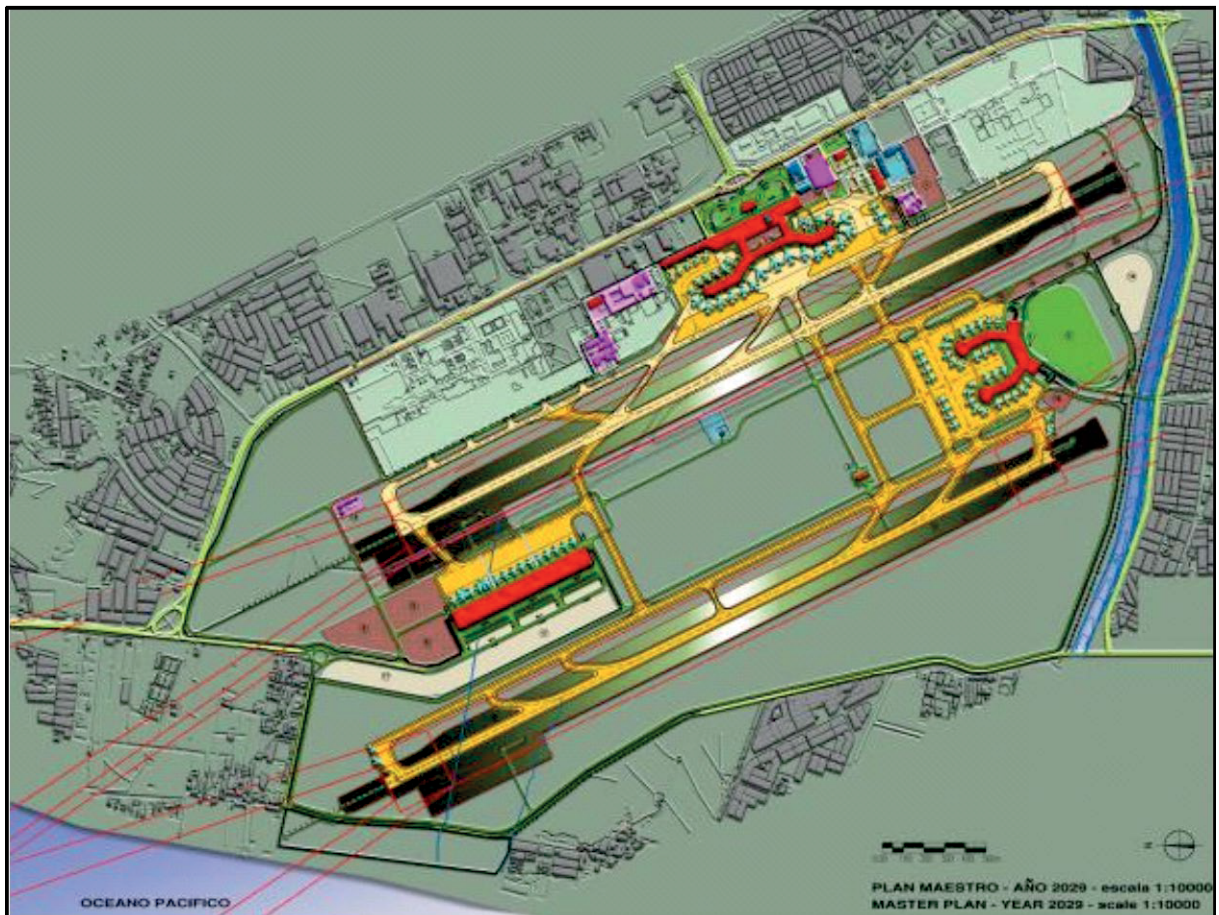 OCEANO PACIFICO
PLAN MAESTRO - AÑO 2029 - escala 1:10000
MASTER PLAN - YEAR 2029 - scale 1:10000